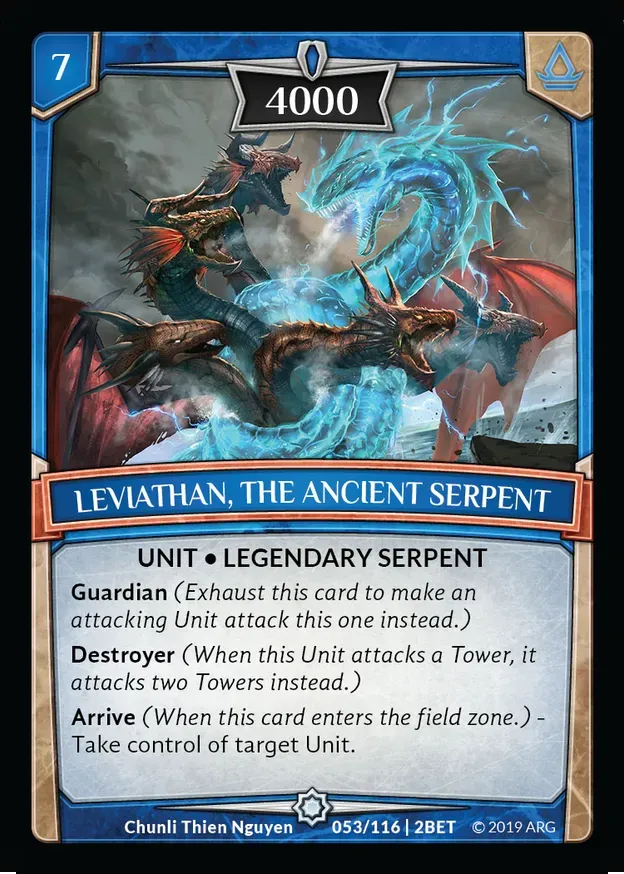 7
4000
LEVIATHAN, THE ANCIENT SERPENT
UNIT • LEGENDARY SERPENT
Guardian (Exhaust this card to make an
attacking Unit attack this one instead.)
Destroyer (When this Unit attacks a Tower, it
attacks two Towers instead.)
Arrive (When this card enters the field zone.) -
Take control of target Unit.
Chunli Thien Nguyen 053/116 | 2BET © 2019 ARG